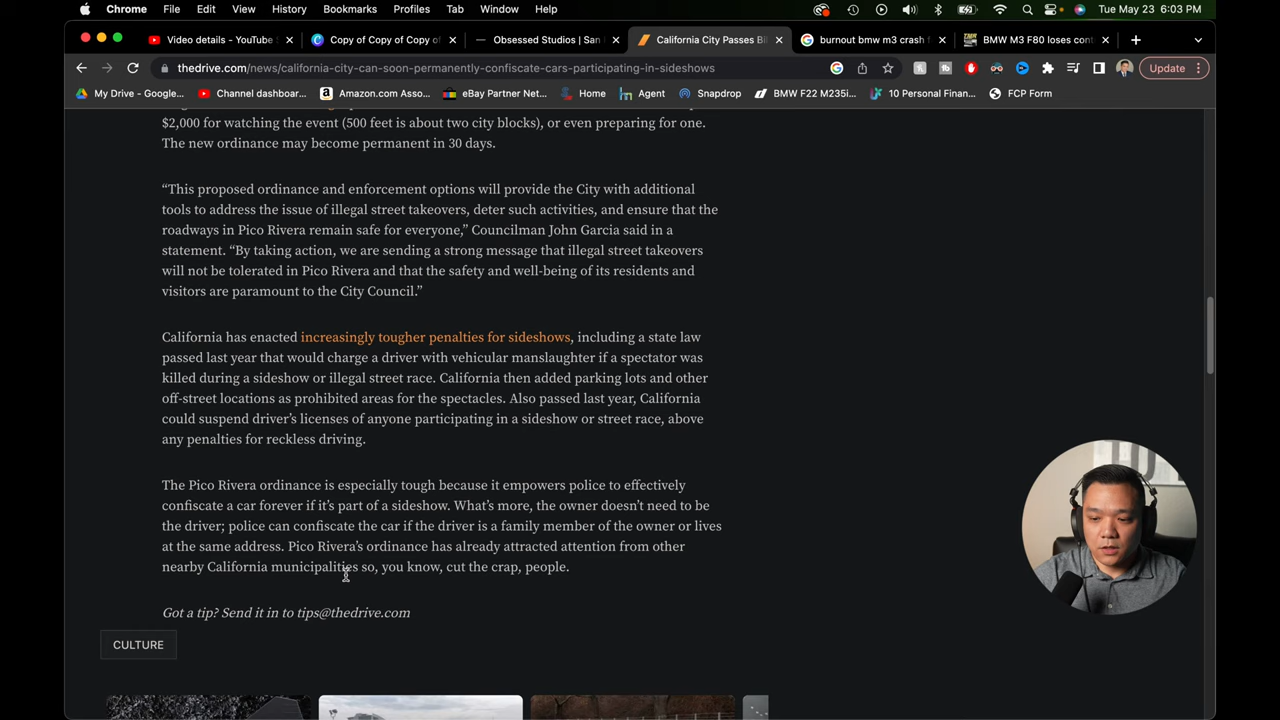 Chrome File Edit View History Bookmarks Profiles Tab Window Help Tue May 23 6:03 PM
Video details - YouTube S Copy of Copy of Copy of Obsessed Studios | San California City Passes Bi burnout bmw m3 crash f BMW M3 F80 loses cont
thedrive.com/news/california-city-can-soon-permanently-confiscate-cars-participating-in-sideshows Update
My Drive - Google... Channel dashboar... Amazon.com Asso... eBay Partner Net... Home Agent Snapdrop BMW F22 M235i... 10 Personal Finan... FCP Form
$2,000 for watching the event (500 feet is about two city blocks), or even preparing for one.
The new ordinance may become permanent in 30 days.
“This proposed ordinance and enforcement options will provide the City with additional
tools to address the issue of illegal street takeovers, deter such activities, and ensure that the
roadways in Pico Rivera remain safe for everyone,” Councilman John Garcia said in a
statement. “By taking action, we are sending a strong message that illegal street takeovers
will not be tolerated in Pico Rivera and that the safety and well-being of its residents and
visitors are paramount to the City Council.”
California has enacted increasingly tougher penalties for sideshows, including a state law
passed last year that would charge a driver with vehicular manslaughter if a spectator was
killed during a sideshow or illegal street race. California then added parking lots and other
off-street locations as prohibited areas for the spectacles. Also passed last year, California
could suspend driver’s licenses of anyone participating in a sideshow or street race, above
any penalties for reckless driving.
The Pico Rivera ordinance is especially tough because it empowers police to effectively
confiscate a car forever if it’s part of a sideshow. What’s more, the owner doesn’t need to be
the driver; police can confiscate the car if the driver is a family member of the owner or lives
at the same address. Pico Rivera’s ordinance has already attracted attention from other
nearby California municipalities so, you know, cut the crap, people.
Got a tip? Send it in to tips@thedrive.com
CULTURE